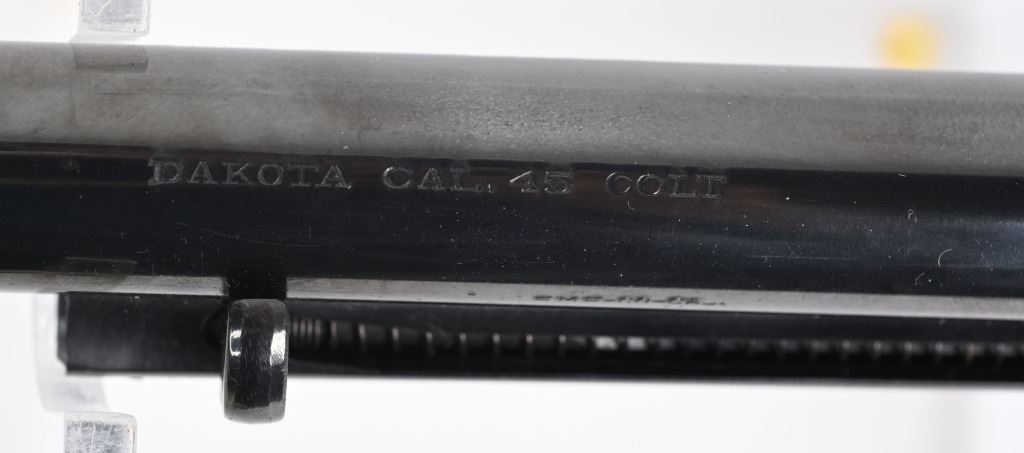 DAKOTA CAL. 45 COLT